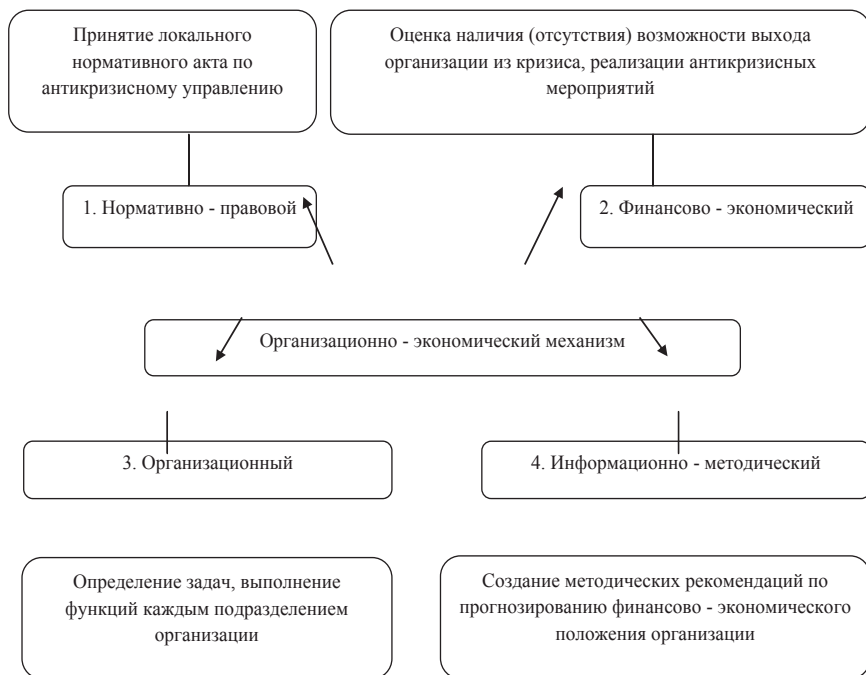 Принятие локального
нормативного акта по
антикризисному управлению
Оценка наличия (отсутствия) возможности выхода
организации из кризиса, реализации антикризисных
мероприятий
1. Нормативно - правовой
2. Финансово - экономический
Организационно - экономический механизм
3. Организационный
4. Информационно - методический
Определение задач, выполнение
функций каждым подразделением
организации
Создание методических рекомендаций по
прогнозированию финансово - экономического
положения организации